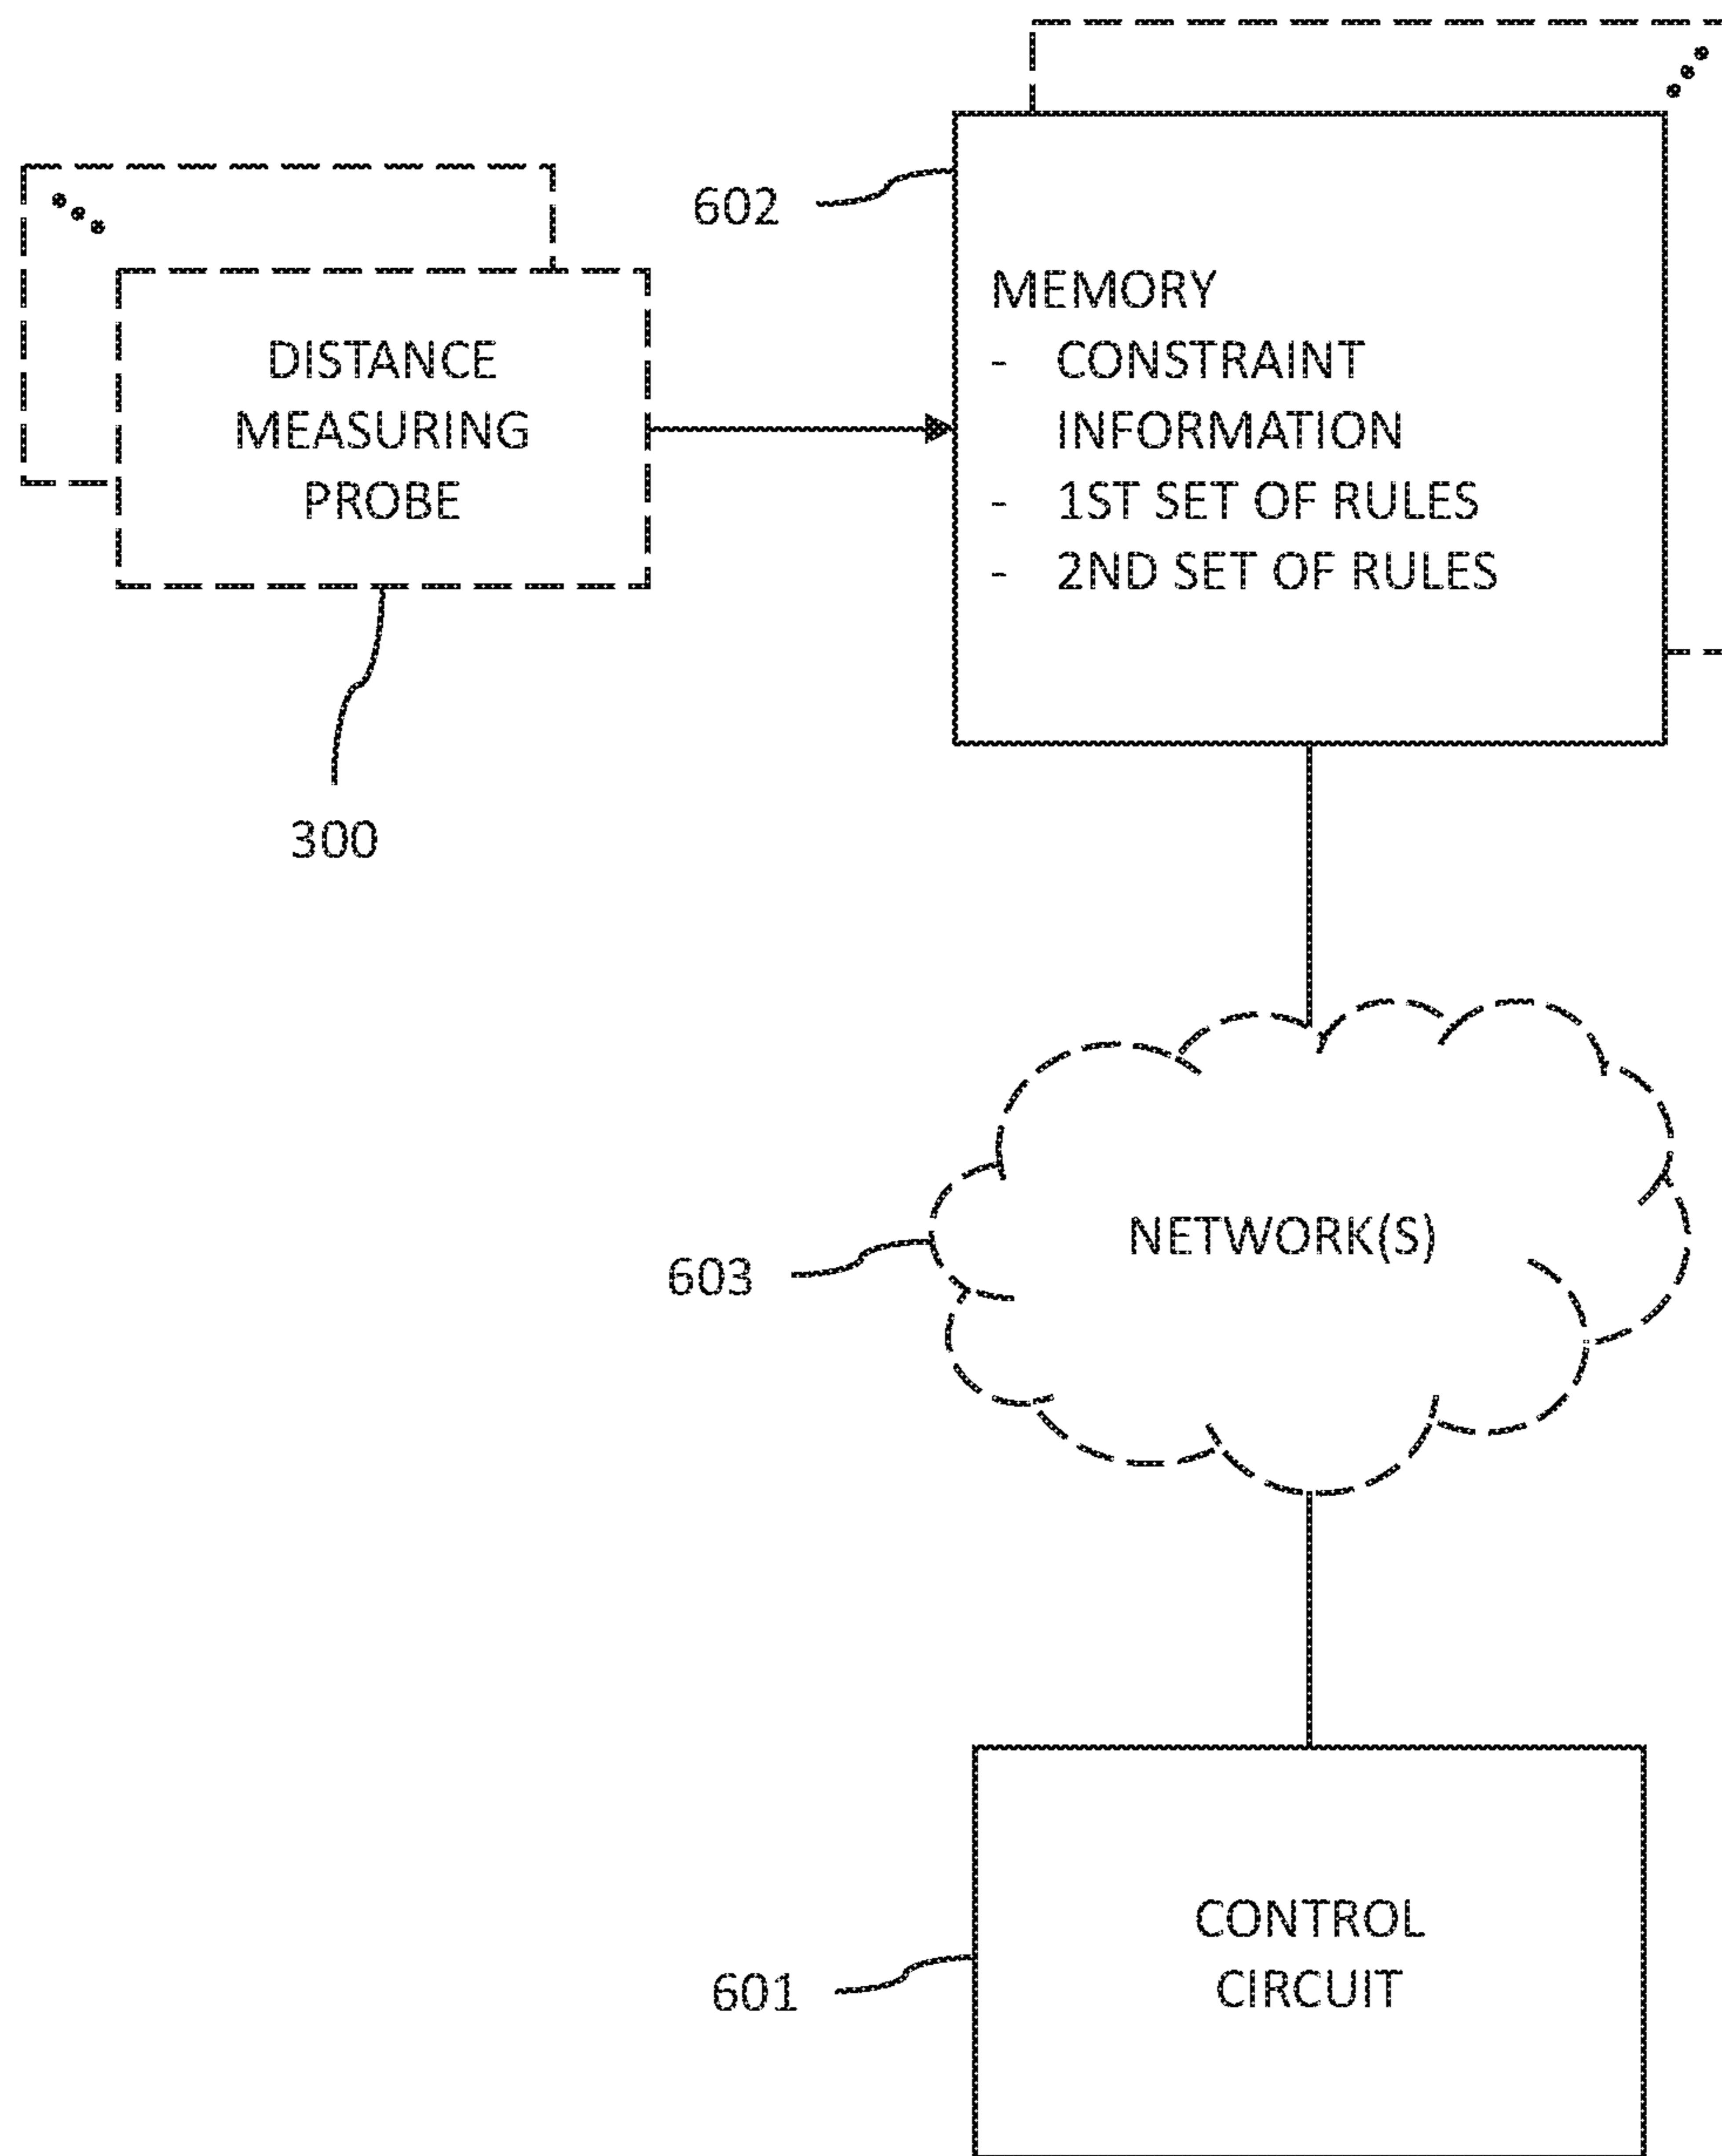 602
MEMORY
- CONSTRAINT
INFORMATION
- 1ST SET OF RULES
- 2ND SET OF RULES
DISTANCE
MEASURING
PROBE
300
NETWORK(S)
603
CONTROL
CIRCUIT
601